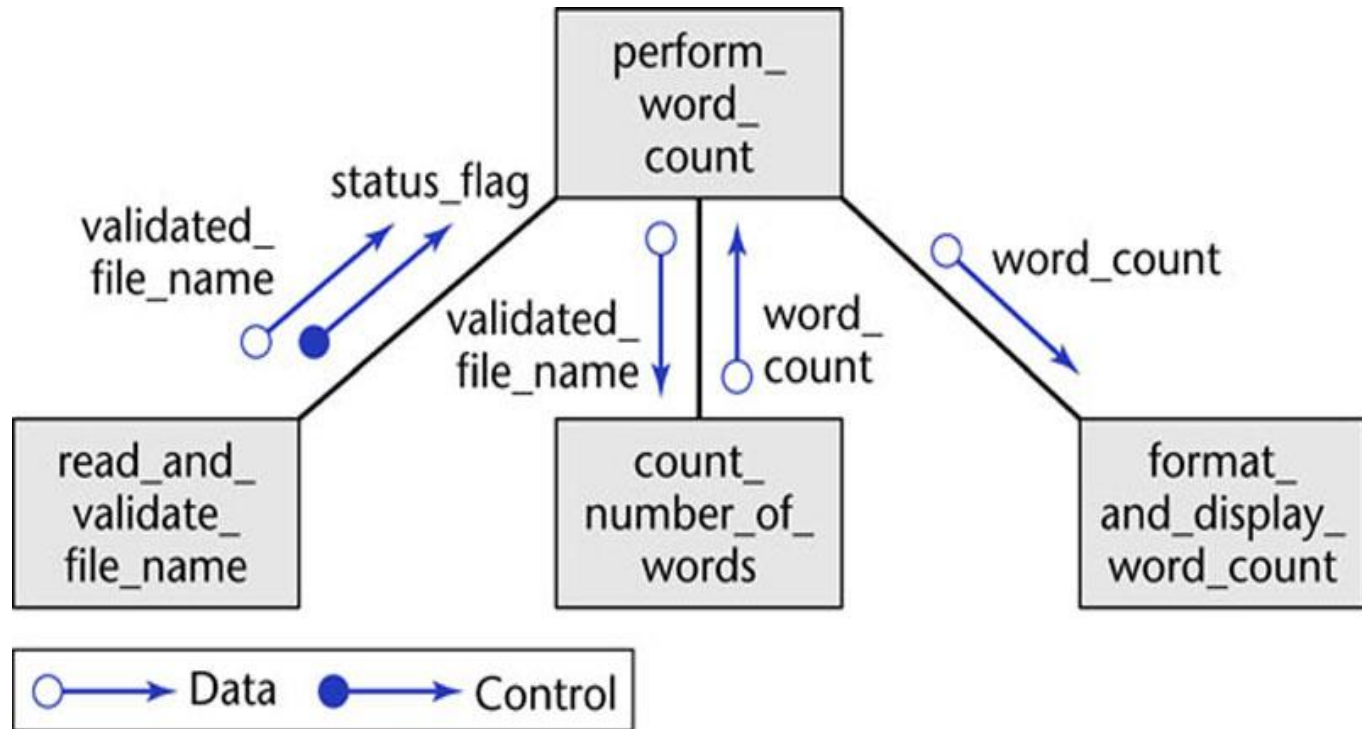 perform_
word_
count
status_flag
validated_
file_name
validated_
file_name
word_
count
word_count
read_and_
validate_
file_name
count_
number_of_
words
format_
and_display_
word_count
Data
Control